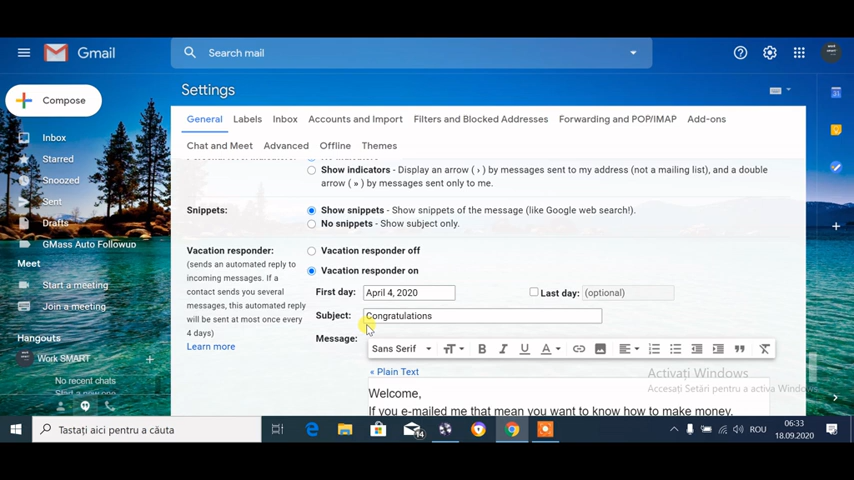 Gmail
Search mail
Compose
Settings
General Labels Inbox Accounts and Import Filters and Blocked Addresses Forwarding and POP/IMAP Add-ons
Chat and Meet Advanced Offline Themes
Inbox
Starred
Snoozed
Sent
Drafts
GMass Auto Followup
Meet
Start a meeting
Join a meeting
Hangouts
Work SMART
No recent chats
Start a new one
Show indicators - Display an arrow ( › ) by messages sent to my address (not a mailing list), and a double
arrow ( » ) by messages sent only to me.
Snippets:
Show snippets - Show snippets of the message (like Google web search!).
No snippets - Show subject only.
Vacation responder:
(sends an automated reply to
incoming messages. If a
contact sends you several
messages, this automated reply
will be sent at most once every
4 days)
Learn more
Vacation responder off
Vacation responder on
First day: April 4, 2020 Last day: (optional)
Subject: Congratulations
Message:
Sans Serif
« Plain Text
Welcome,
If you e-mailed me that mean you want to know how to make money.
Activați Windows
Accesați Setări pentru a activa Windows
Tastați aici pentru a căuta
14
ROU
06:33
18.09.2020